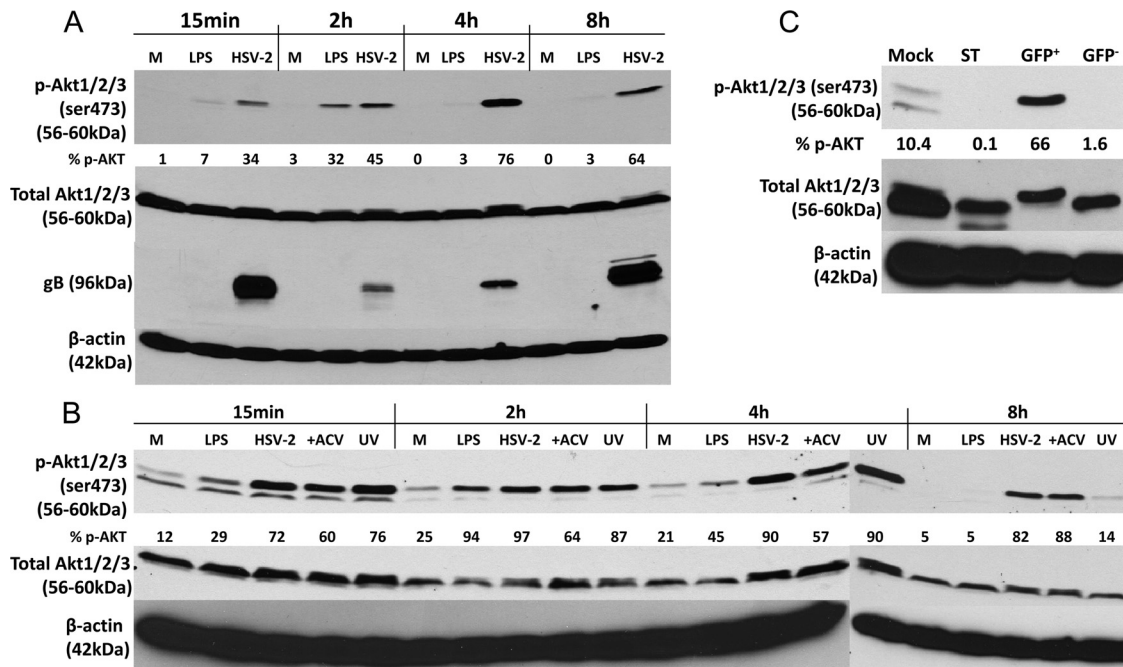 A
15min 2h 4h 8h
M LPS HSV-2 M LPS HSV-2 M LPS HSV-2 M LPS HSV-2
p-Akt1/2/3
(ser473)
(56-60kDa)
% p-AKT 1 7 34 3 32 45 0 3 76 0 3 64
Total Akt1/2/3
(56-60kDa)
gB (96kDa)
β-actin
(42kDa)
C
Mock ST GFP⁺ GFP⁻
p-Akt1/2/3 (ser473)
(56-60kDa)
% p-AKT 10.4 0.1 66 1.6
Total Akt1/2/3
(56-60kDa)
β-actin
(42kDa)
B
15min 2h 4h 8h
M LPS HSV-2 +ACV UV M LPS HSV-2 +ACV UV M LPS HSV-2 +ACV UV M LPS HSV-2 +ACV UV
p-Akt1/2/3
(ser473)
(56-60kDa)
% p-AKT 12 29 72 60 76 25 94 97 64 87 21 45 90 57 90 5 5 82 88 14
Total Akt1/2/3
(56-60kDa)
β-actin
(42kDa)